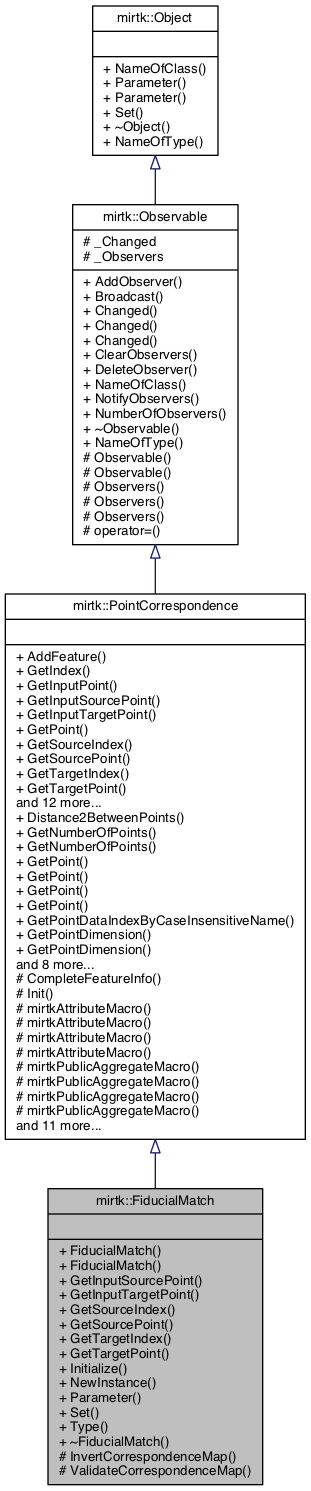 mirtk::Object
+ NameOfClass()
+ Parameter()
+ Parameter()
+ Set()
+ ~Object()
+ NameOfType()
mirtk::Observable
# _Changed
# _Observers
+ AddObserver()
+ Broadcast()
+ Changed()
+ Changed()
+ Changed()
+ ClearObservers()
+ DeleteObserver()
+ NameOfClass()
+ NotifyObservers()
+ NumberOfObservers()
+ ~Observable()
+ NameOfType()
# Observable()
# Observable()
# Observers()
# Observers()
# Observers()
# operator=()
mirtk::PointCorrespondence
+ AddFeature()
+ GetIndex()
+ GetInputPoint()
+ GetInputSourcePoint()
+ GetInputTargetPoint()
+ GetPoint()
+ GetSourceIndex()
+ GetSourcePoint()
+ GetTargetIndex()
+ GetTargetPoint()
and 12 more...
+ Distance2BetweenPoints()
+ GetNumberOfPoints()
+ GetNumberOfPoints()
+ GetPoint()
+ GetPoint()
+ GetPoint()
+ GetPoint()
+ GetPointDataIndexByCaseInsensitiveName()
+ GetPointDimension()
+ GetPointDimension()
and 8 more...
# CompleteFeatureInfo()
# Init()
# mirtkAttributeMacro()
# mirtkAttributeMacro()
# mirtkAttributeMacro()
# mirtkAttributeMacro()
# mirtkPublicAggregateMacro()
# mirtkPublicAggregateMacro()
# mirtkPublicAggregateMacro()
# mirtkPublicAggregateMacro()
and 11 more...
mirtk::FiducialMatch
+ FiducialMatch()
+ FiducialMatch()
+ GetInputSourcePoint()
+ GetInputTargetPoint()
+ GetSourceIndex()
+ GetSourcePoint()
+ GetTargetIndex()
+ GetTargetPoint()
+ Initialize()
+ NewInstance()
+ Parameter()
+ Set()
+ Type()
+ ~FiducialMatch()
# InvertCorrespondenceMap()
# ValidateCorrespondenceMap()